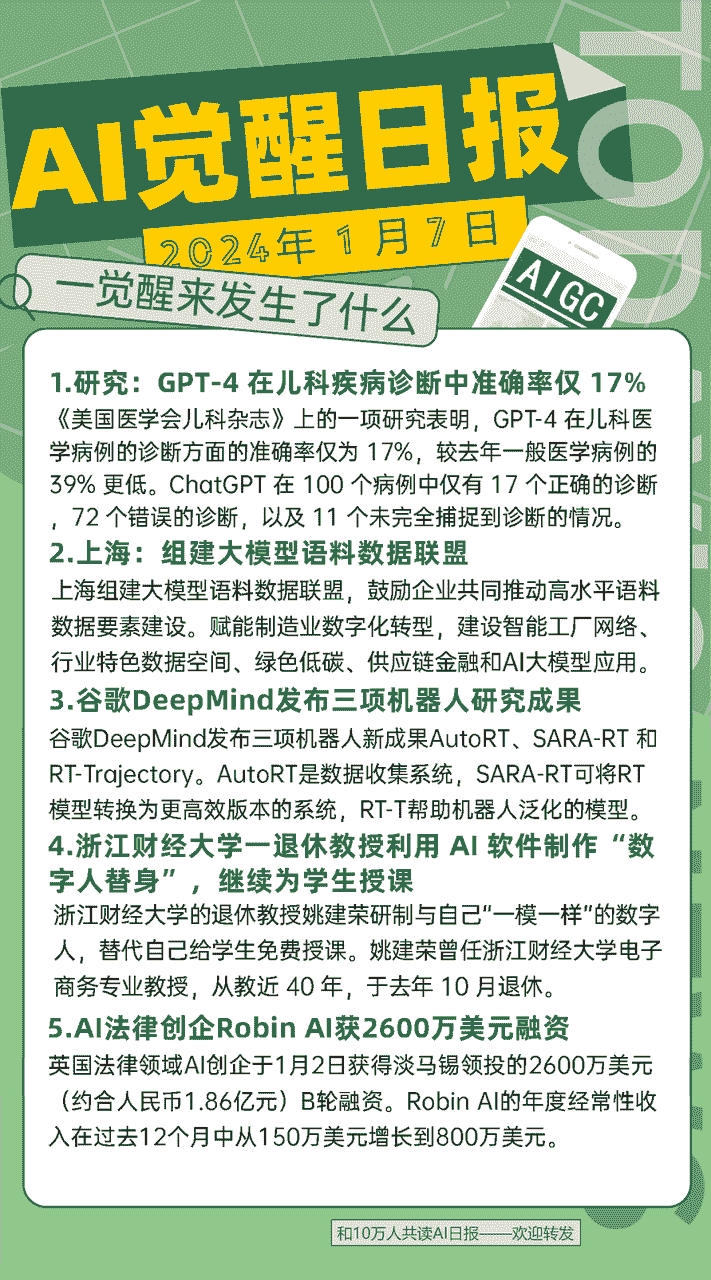 AI觉醒日报
2024年1月7日
一觉醒来发生了什么
AIGC
1.研究：GPT-4 在儿科疾病诊断中准确率仅 17%
《美国医学会儿科杂志》上的一项研究表明，GPT-4 在儿科医
学病例的诊断方面的准确率仅为 17%，较去年一般医学病例的
39% 更低。ChatGPT 在 100 个病例中仅有 17 个正确的诊断
，72 个错误的诊断，以及 11 个未完全捕捉到诊断的情况。
2.上海：组建大模型语料数据联盟
上海组建大模型语料数据联盟，鼓励企业共同推动高水平语料
数据要素建设。赋能制造业数字化转型，建设智能工厂网络、
行业特色数据空间、绿色低碳、供应链金融和AI大模型应用。
3.谷歌DeepMind发布三项机器人研究成果
谷歌DeepMind发布三项机器人新成果AutoRT、SARA-RT 和
RT-Trajectory。AutoRT是数据收集系统，SARA-RT可将RT
模型转换为更高效版本的系统，RT-T帮助机器人泛化的模型。
4.浙江财经大学一退休教授利用 AI 软件制作“数
字人替身”，继续为学生授课
浙江财经大学的退休教授姚建荣研制与自己“一模一样”的数字
人，替代自己给学生免费授课。姚建荣曾任浙江财经大学电子
商务专业教授，从教近 40 年，于去年 10 月退休。
5.AI法律创企Robin AI获2600万美元融资
英国法律领域AI创企于1月2日获得淡马锡领投的2600万美元
（约合人民币1.86亿元）B轮融资。Robin AI的年度经常性收
入在过去12个月中从150万美元增长到800万美元。
和10万人共读AI日报——欢迎转发